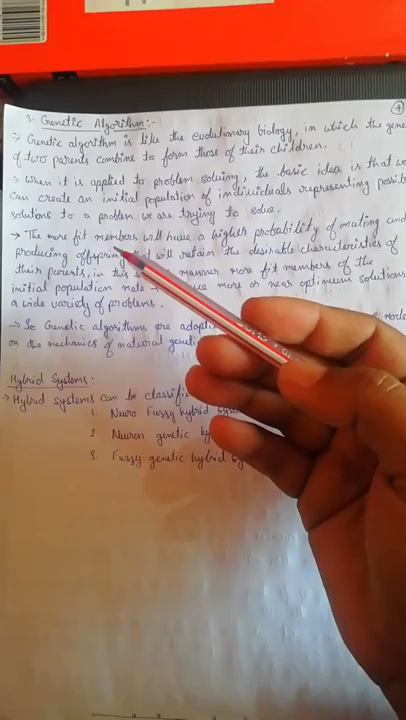 4
3. Genetic Algorithm:-
→ Genetic algorithm is like the evolutionary biology, in which the gene
of two parents combine to form those of their children.
→ When it is applied to problem solving, the basic idea is that we
can create an initial population of individuals representing possib
solutions to a problem we are trying to solve.
→ The more fit members will have a higher probability of mating and
producing offspring that will retain the desirable characteristics of
their parents, in this manner more fit members of the
initial population mate more or near optimum solutions
a wide variety of problems.
→ So Genetic algorithms are adapti
on the mechanics of natural geneti
Hybrid Systems:
→ Hybrid systems can be classifi
1. Neuro Fuzzy hybrid
2. Neuron genetic hy
3. Fuzzy genetic hybrid